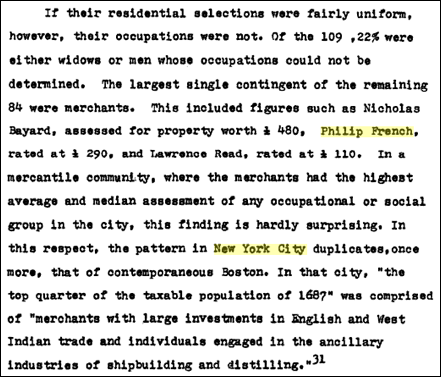 If their residential selections were fairly uniform,
however, their occupations were not. Of the 109 ,22% were
either widows or men whose occupations could not be
determined. The largest single contingent of the remaining
84 were merchants. This included figures such as Nicholas
Bayard, assessed for property worth £ 480, Philip French,
rated at £ 290, and Lawrence Read, rated at £ 110. In a
mercantile community, where the merchants had the highest
average and median assessment of any occupational or social
group in the city, this finding is hardly surprising. In
this respect, the pattern in New York City duplicates,once
more, that of contemporaneous Boston. In that city, "the
top quarter of the taxable population of 1687" was comprised
of "merchants with large investments in English and West
Indian trade and individuals engaged in the ancillary
industries of shipbuilding and distilling."31